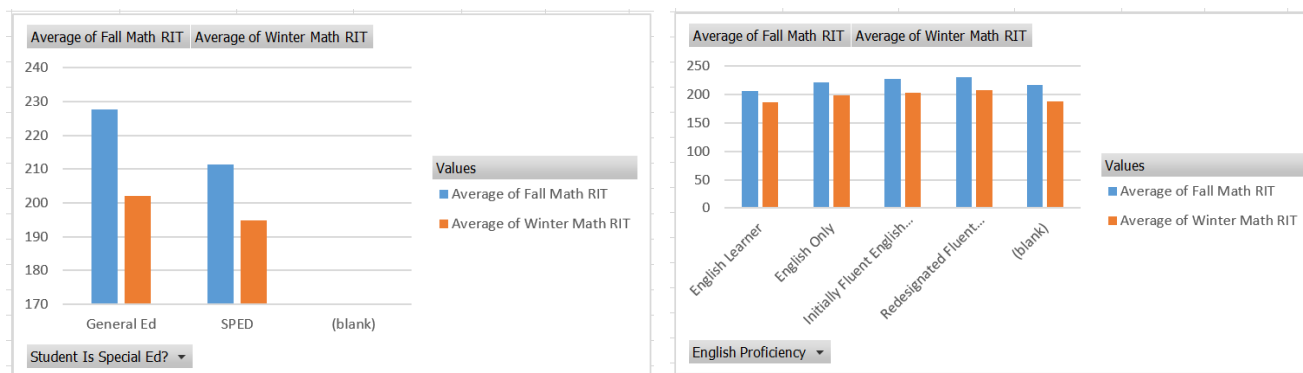 Average of Fall Math RIT Average of Winter Math RIT
240
230
220
210
200
190
180
170
General Ed SPED (blank)
Values
Average of Fall Math RIT
Average of Winter Math RIT
Student Is Special Ed?
Average of Fall Math RIT Average of Winter Math RIT
250
200
150
100
50
0
English Learner
English Only
Initially Fluent English...
Redesignated Fluent...
(blank)
Values
Average of Fall Math RIT
Average of Winter Math RIT
English Proficiency